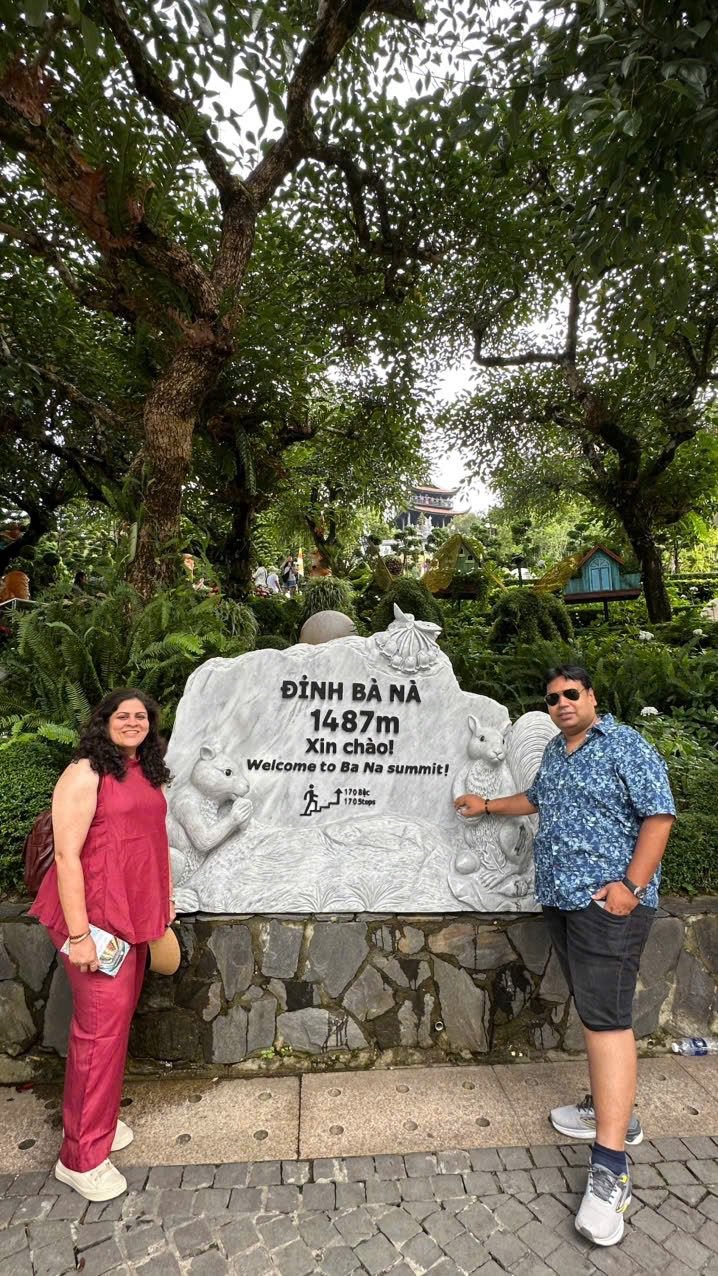 ĐỈNH BÀ NÀ
1487m
Xin chào!
Welcome to Ba Na summit!
170 Bậc
170 Steps